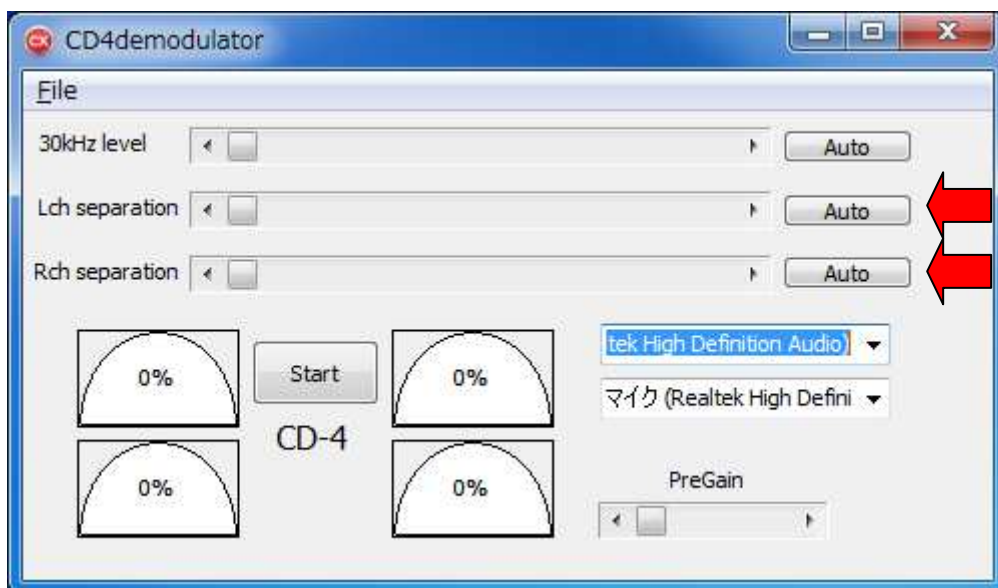 CD4demodulator
File
30kHz level Auto
Lch separation Auto
Rch separation Auto
tek High Definition Audio)
0% Start 0%
マイク (Realtek High Defini
CD-4
0% 0% PreGain